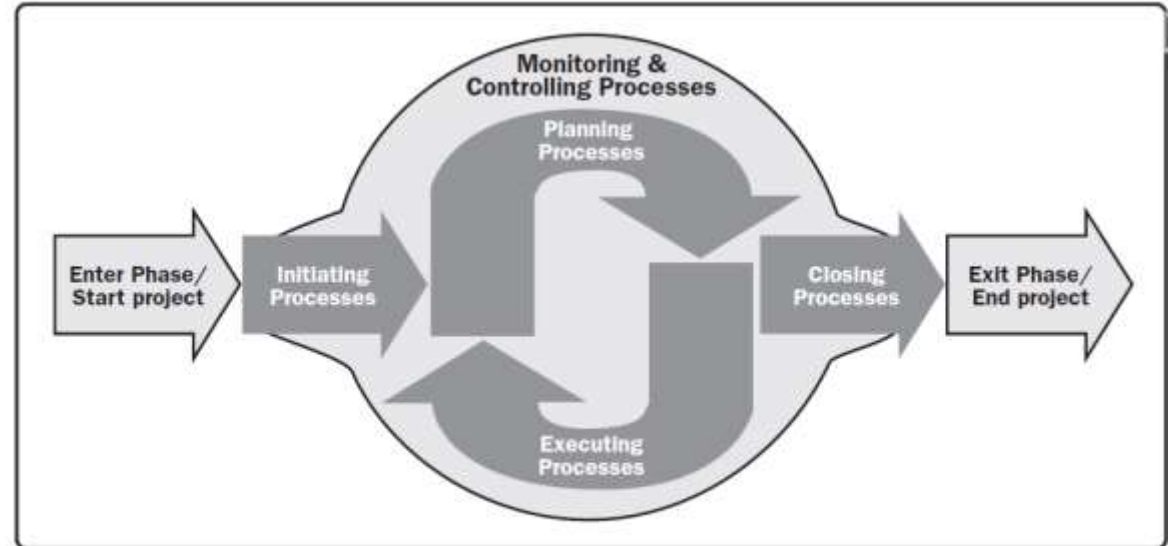 Monitoring &
Controlling Processes
Planning
Processes
Enter Phase/
Start project
Initiating
Processes
Closing
Processes
Exit Phase/
End project
Executing
Processes